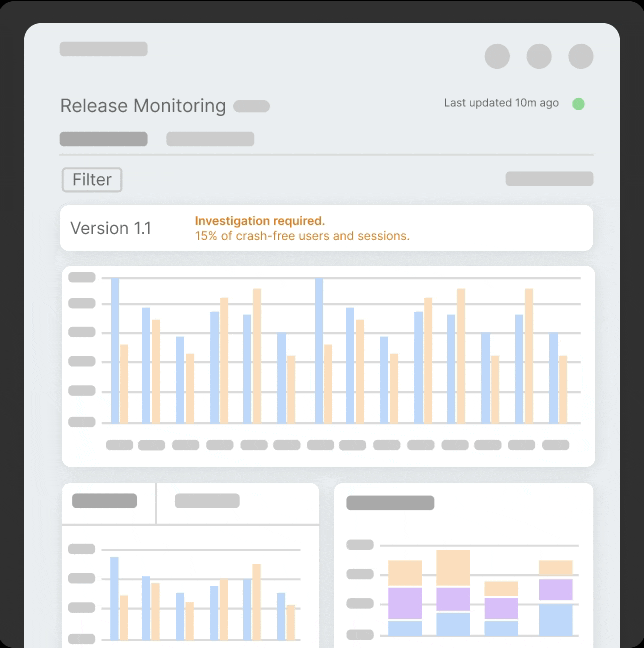 Release Monitoring
Last updated 10m ago
Filter
Version 1.1
Investigation required.
15% of crash-free users and sessions.